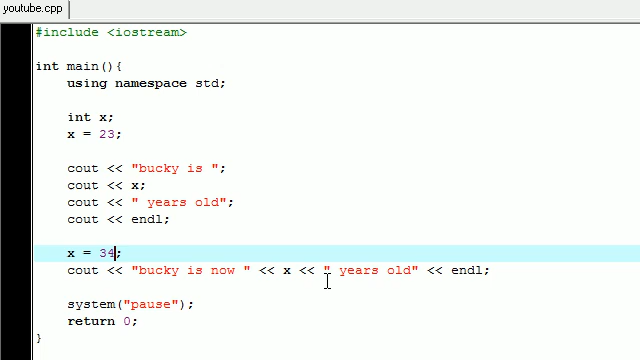 youtube.cpp
#include <iostream>
int main(){
using namespace std;
int x;
x = 23;
cout << "bucky is ";
cout << x;
cout << " years old";
cout << endl;
x = 34;
cout << "bucky is now " << x << " years old" << endl;
system("pause");
return 0;
}